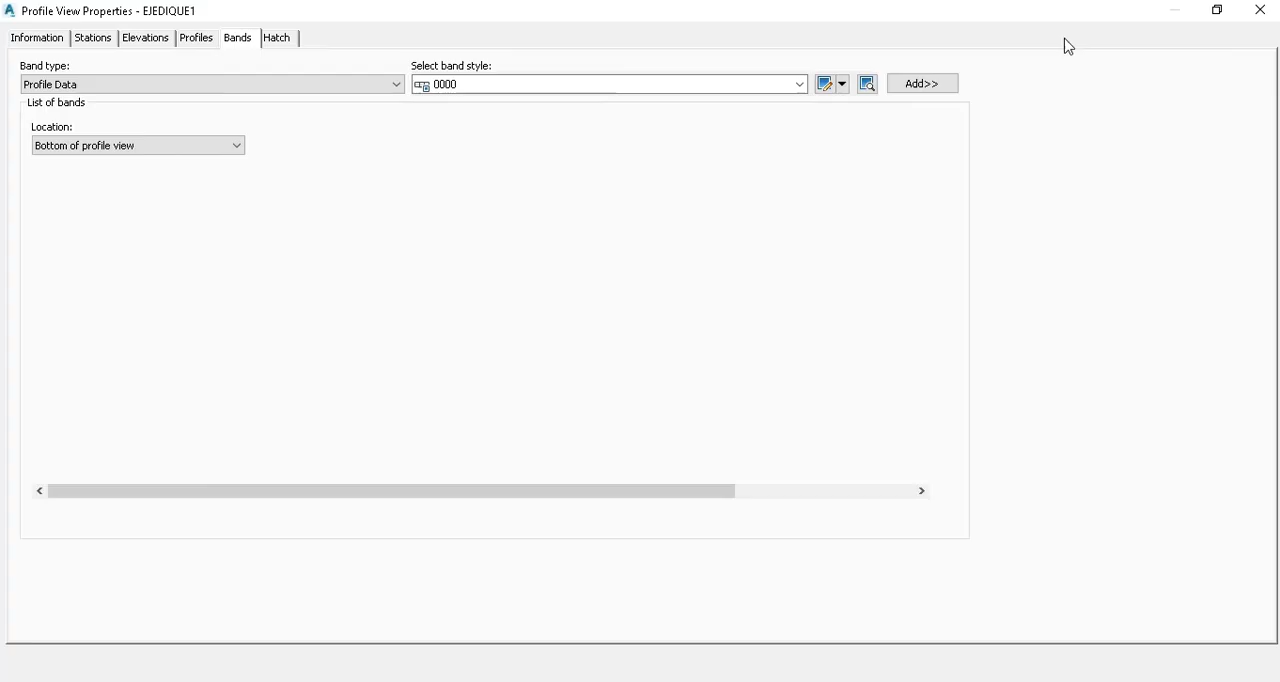 Profile View Properties - EJEDIQUE1
Information Stations Elevations Profiles Bands Hatch
Band type: Select band style:
Profile Data 0000 Add>>
List of bands
Location:
Bottom of profile view